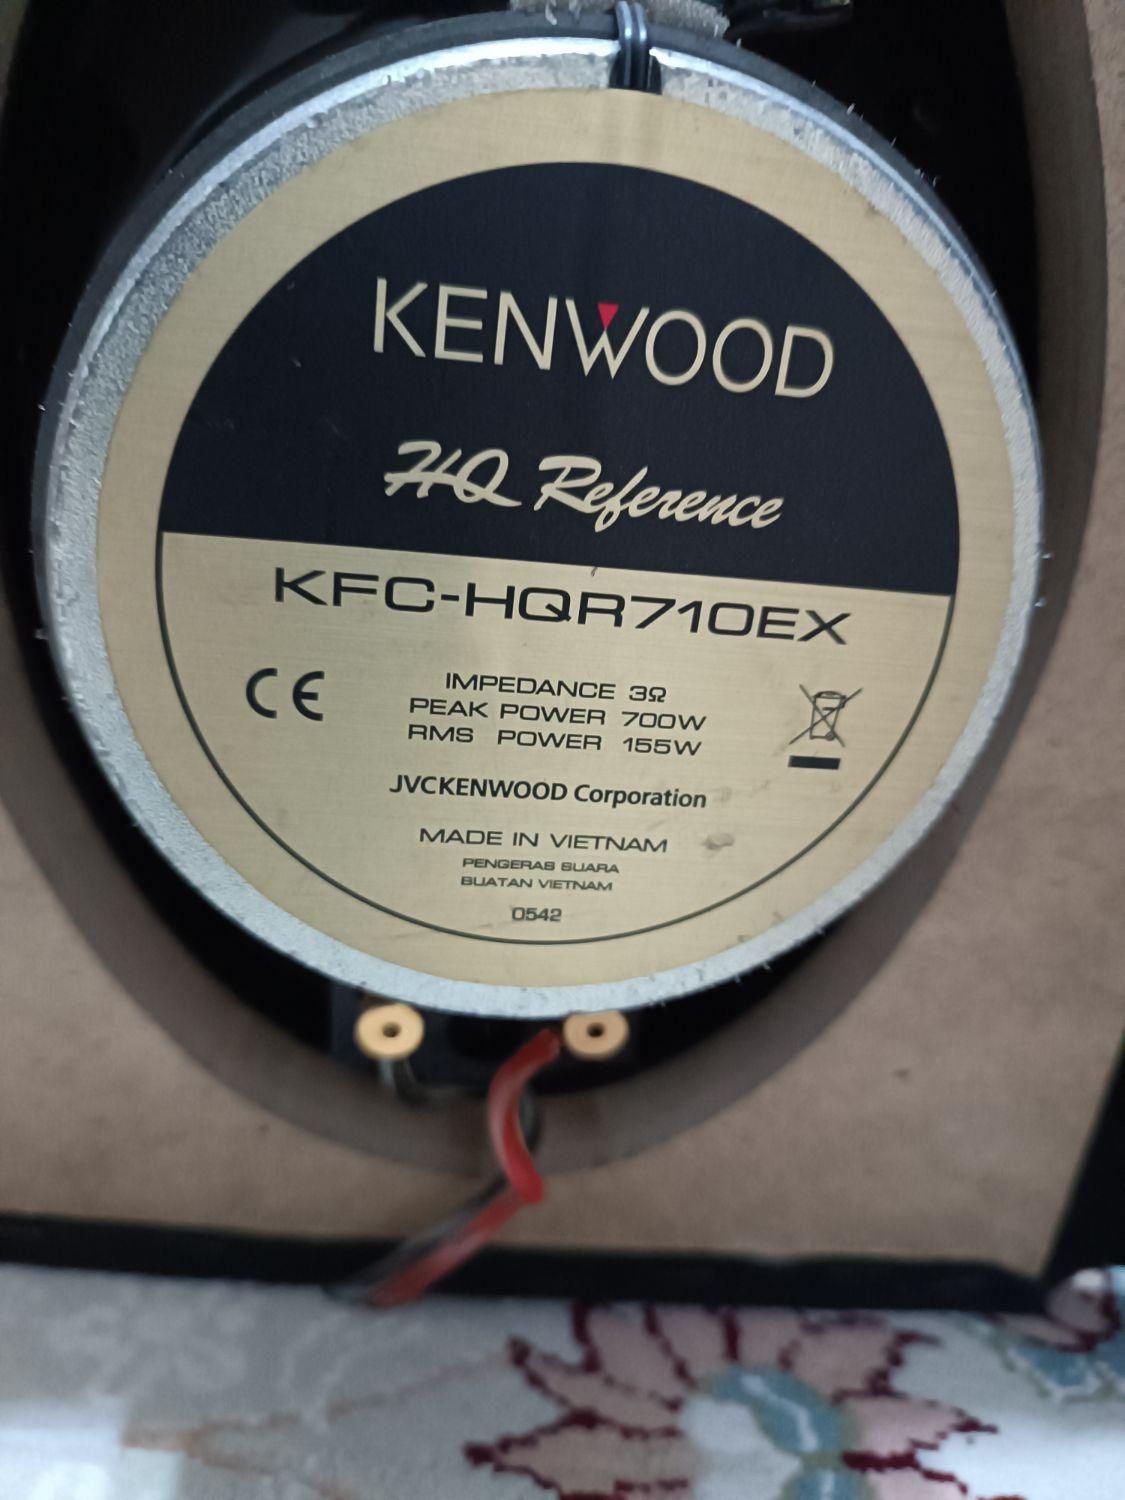 KENWOOD
HQ Reference
KFC-HQR710EX
CE
IMPEDANCE 3Ω
PEAK POWER 700W
RMS POWER 155W
JVCKENWOOD Corporation
MADE IN VIETNAM
PENGERAS SUARA
BUATAN VIETNAM
0542